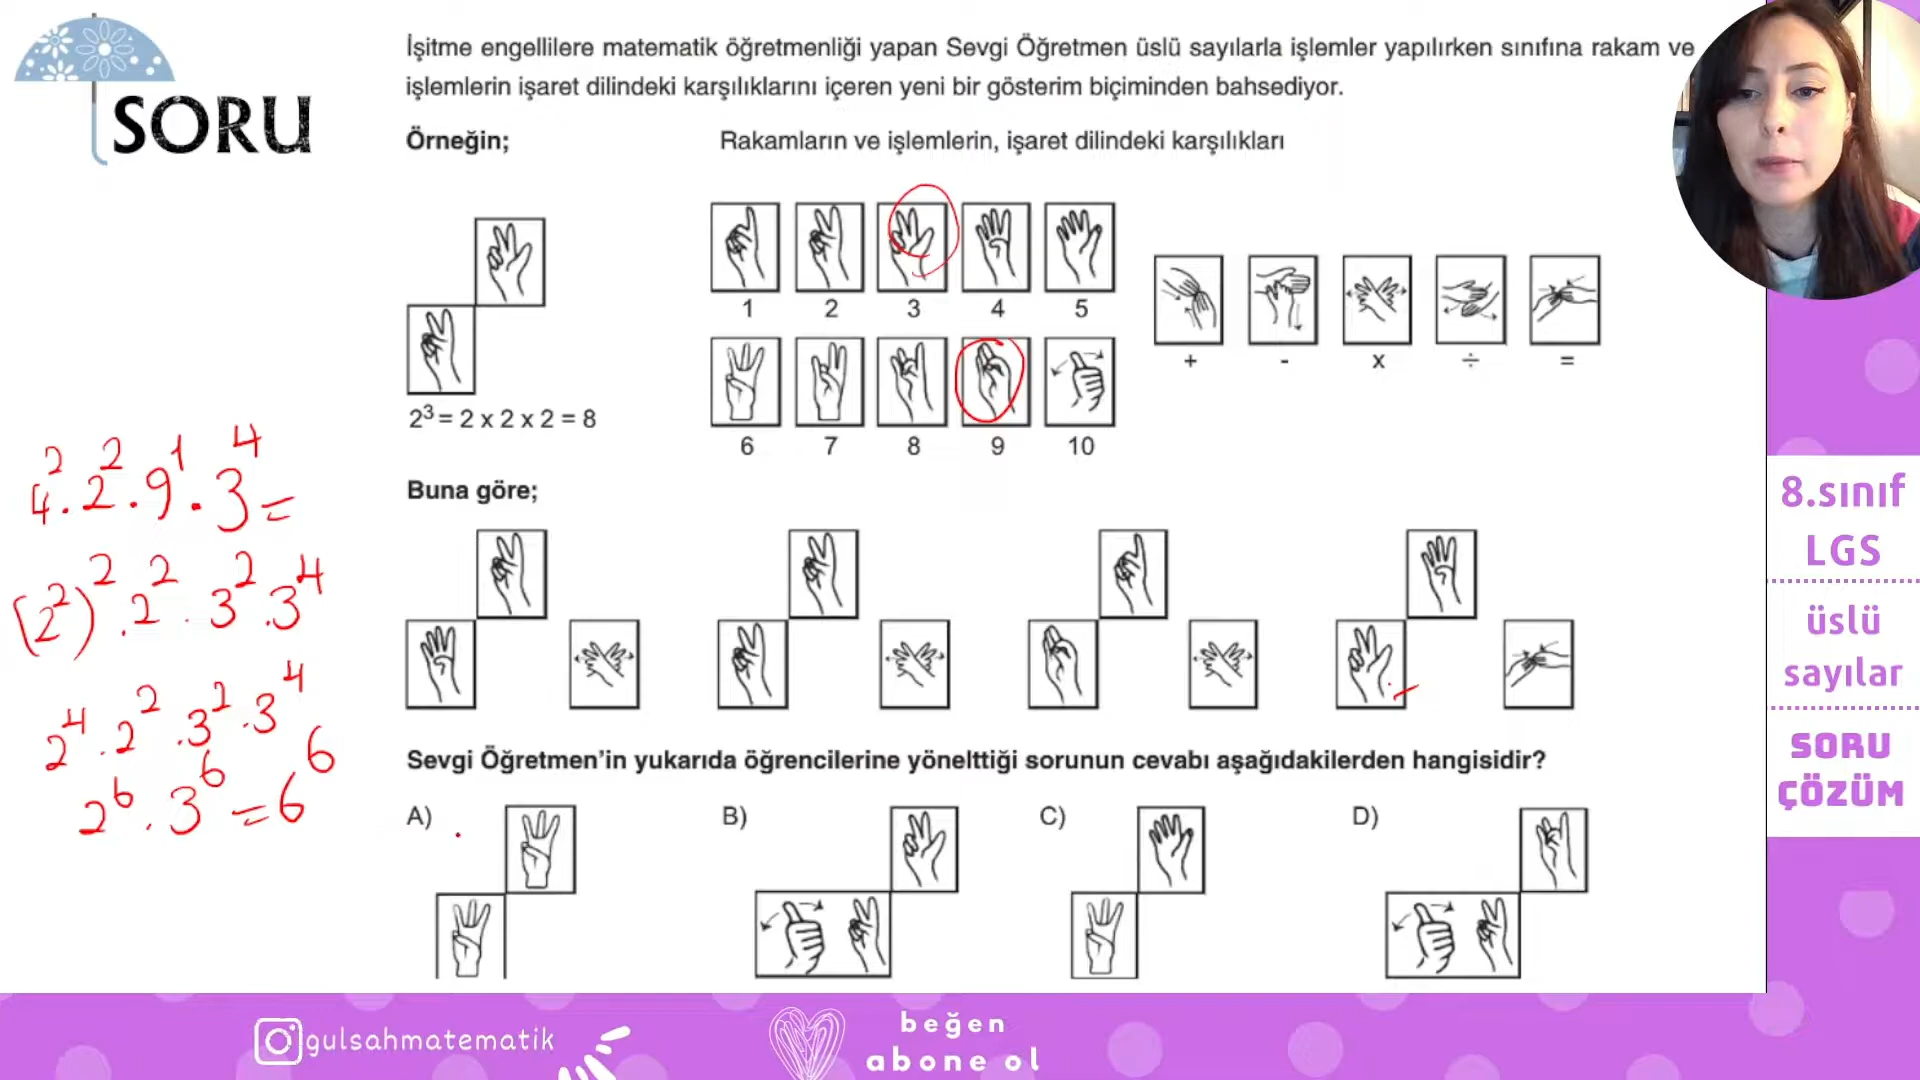 SORU
İşitme engellilere matematik öğretmenliği yapan Sevgi Öğretmen üslü sayılarla işlemler yapılırken sınıfına rakam ve
işlemlerin işaret dilindeki karşılıklarını içeren yeni bir gösterim biçiminden bahsediyor.
Örneğin;
Rakamların ve işlemlerin, işaret dilindeki karşılıkları
1 2 3 4 5
+ - x ÷ =
6 7 8 9 10
2³ = 2 x 2 x 2 = 8
4² . 2² . 9¹ . 3⁴ =
(2²)² . 2² . 3² . 3⁴
2⁴ . 2² . 3² . 3⁴
2⁶ . 3⁶ = 6⁶
Buna göre;
Sevgi Öğretmen'in yukarıda öğrencilerine yönelttiği sorunun cevabı aşağıdakilerden hangisidir?
A) B) C) D)
8.sınıf
LGS
üslü
sayılar
SORU
ÇÖZÜM
gulsahmatematik
beğen
abone ol